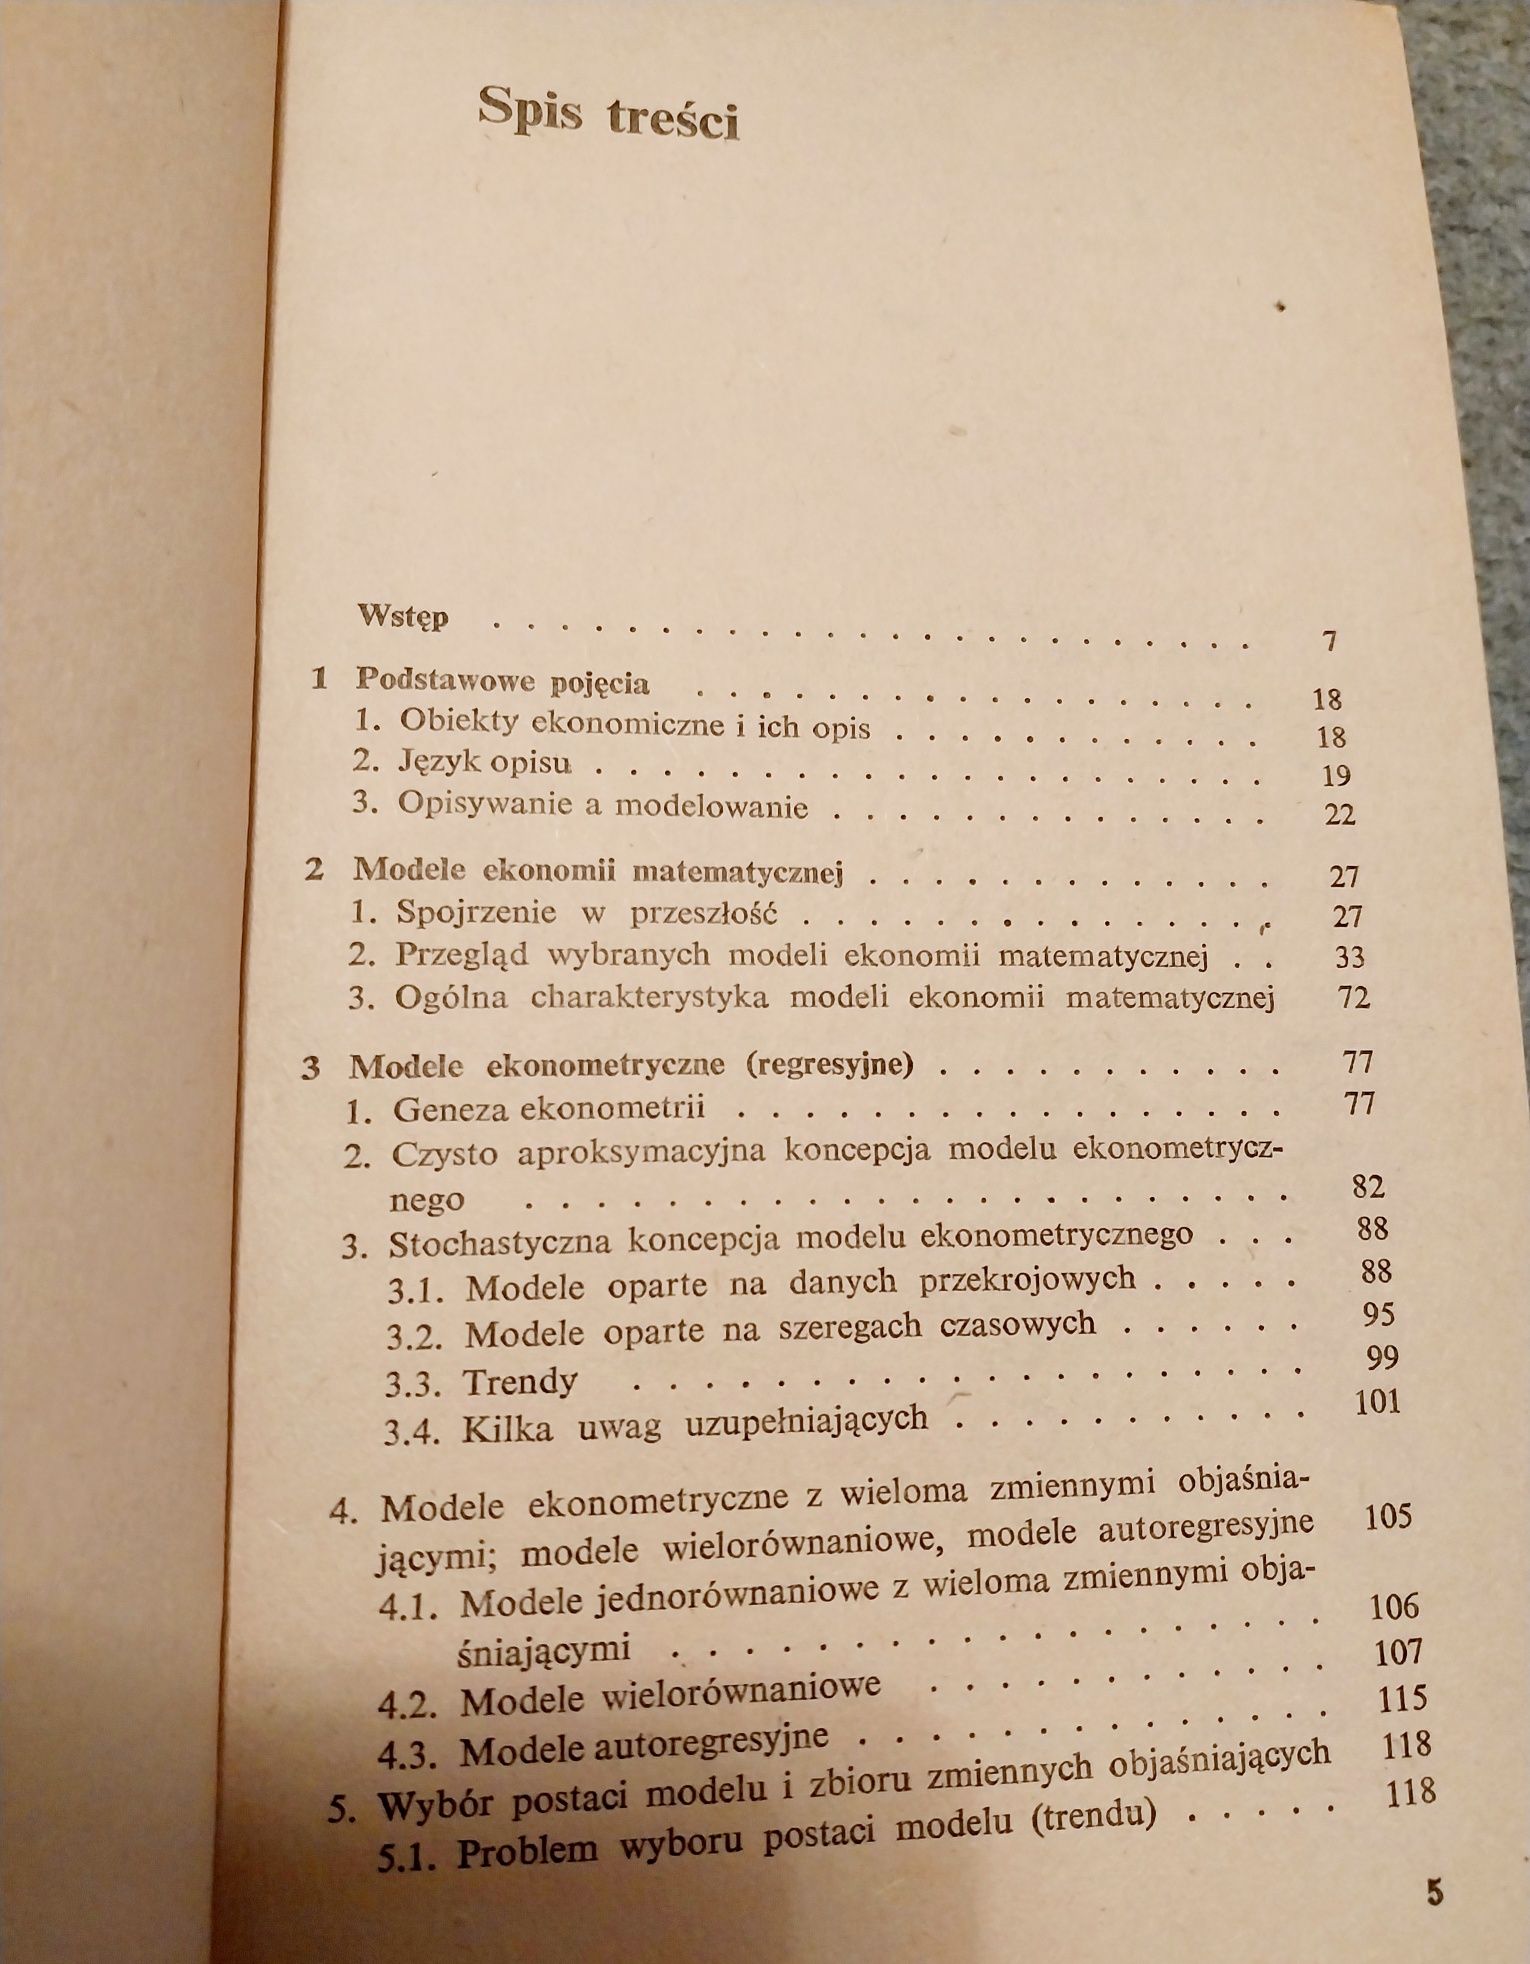 Spis treści
Wstęp . . . . . . . . . . . . . . . . . . . . . . . 7
1 Podstawowe pojęcia . . . . . . . . . . . . . . . . . 18
1. Obiekty ekonomiczne i ich opis . . . . . . . . . . . 18
2. Język opisu . . . . . . . . . . . . . . . . . . . . 19
3. Opisywanie a modelowanie . . . . . . . . . . . . . 22
2 Modele ekonomii matematycznej . . . . . . . . . . . . 27
1. Spojrzenie w przeszłość . . . . . . . . . . . . . . 27
2. Przegląd wybranych modeli ekonomii matematycznej . . 33
3. Ogólna charakterystyka modeli ekonomii matematycznej 72
3 Modele ekonometryczne (regresyjne) . . . . . . . . . . . 77
1. Geneza ekonometrii . . . . . . . . . . . . . . . . . 77
2. Czysto aproksymacyjna koncepcja modelu ekonometrycz-
nego . . . . . . . . . . . . . . . . . . . . . . 82
3. Stochastyczna koncepcja modelu ekonometrycznego . . . 88
3.1. Modele oparte na danych przekrojowych . . . . . 88
3.2. Modele oparte na szeregach czasowych . . . . . . 95
3.3. Trendy . . . . . . . . . . . . . . . . . . . 99
3.4. Kilka uwag uzupełniających . . . . . . . . . . . 101
4. Modele ekonometryczne z wieloma zmiennymi objaśnia-
jącymi; modele wielorównaniowe, modele autoregresyjne 105
4.1. Modele jednorównaniowe z wieloma zmiennymi obja-
śniającymi . . . . . . . . . . . . . . . . . . 106
4.2. Modele wielorównaniowe . . . . . . . . . . . . 107
4.3. Modele autoregresyjne . . . . . . . . . . . . . 115
5. Wybór postaci modelu i zbioru zmiennych objaśniających 118
5.1. Problem wyboru postaci modelu (trendu) . . . . . 118
5